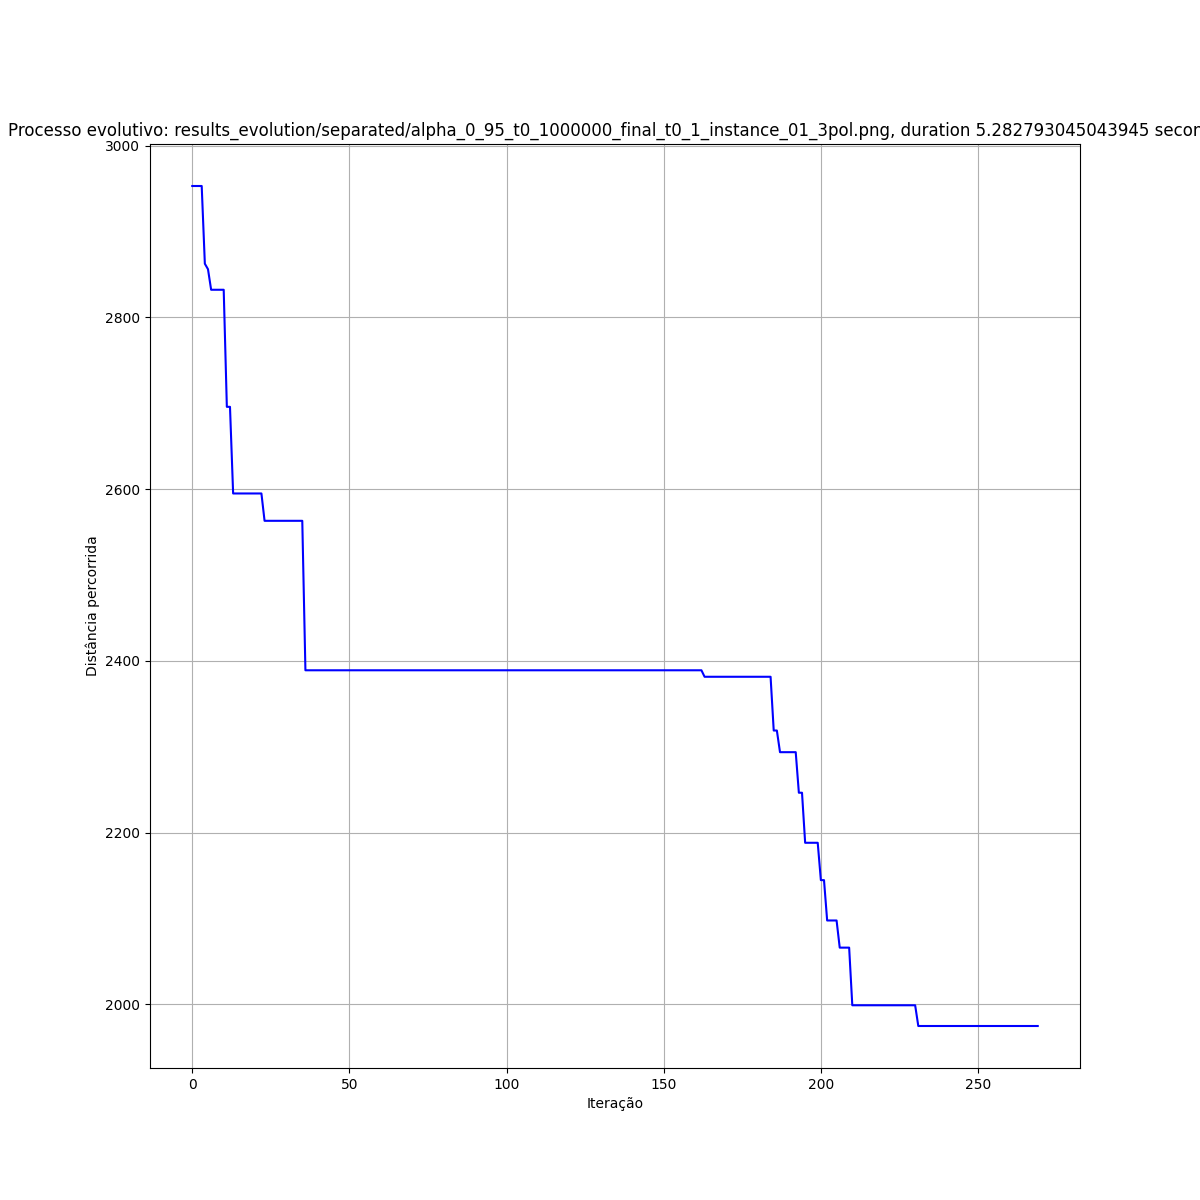 Processo evolutivo: results_evolution/separated/alpha_0_95_t0_1000000_final_t0_1_instance_01_3pol.png, duration 5.282793045043945 secon
3000
2800
2600
2400
2200
2000
Distância percorrida
0 50 100 150 200 250
Iteração